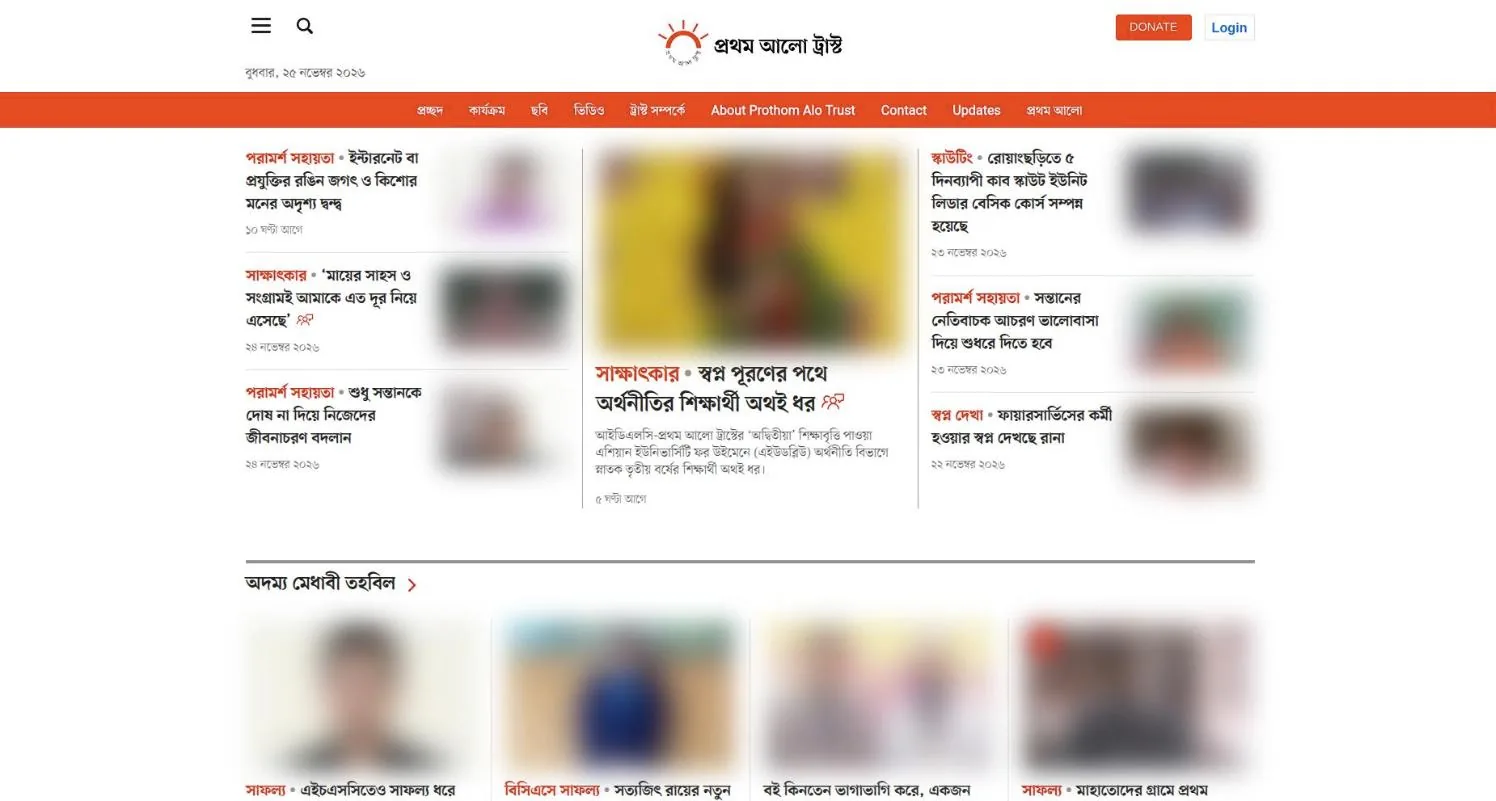 DONATE
Login
প্রথম আলো ট্রাস্ট
বুধবার, ২৫ নভেম্বর ২০২৬
প্রচ্ছদ
কার্যক্রম
ছবি
ভিডিও
ট্রাস্ট সম্পর্কে
About Prothom Alo Trust
Contact
Updates
প্রথম আলো
পরামর্শ সহায়তা • ইন্টারনেট বা
প্রযুক্তির রঙিন জগৎ ও কিশোর
মনের অদৃশ্য দ্বন্দ্ব
১০ ঘণ্টা আগে
সাক্ষাৎকার • ‘মায়ের সাহস ও
সংগ্রামই আমাকে এত দূর নিয়ে
এসেছে’
২৪ নভেম্বর ২০২৬
পরামর্শ সহায়তা • শুধু সন্তানকে
দোষ না দিয়ে নিজেদের
জীবনাচরণ বদলান
২৪ নভেম্বর ২০২৬
সাক্ষাৎকার • স্বপ্ন পূরণের পথে
অর্থনীতির শিক্ষার্থী অথই ধর
আইডিএলসি-প্রথম আলো ট্রাস্টের ‘অদ্বিতীয়া’ শিক্ষাবৃত্তি পাওয়া
এশিয়ান ইউনিভার্সিটি ফর উইমেনে (এইউডব্লিউ) অর্থনীতি বিভাগে
স্নাতক তৃতীয় বর্ষের শিক্ষার্থী অথই ধর।
৫ ঘণ্টা আগে
স্কাউটিং • রোয়াংছড়িতে ৫
দিনব্যাপী কাব স্কাউট ইউনিট
লিডার বেসিক কোর্স সম্পন্ন
হয়েছে
২৩ নভেম্বর ২০২৬
পরামর্শ সহায়তা • সন্তানের
নেতিবাচক আচরণ ভালোবাসা
দিয়ে শুধরে দিতে হবে
২৩ নভেম্বর ২০২৬
স্বপ্ন দেখা • ফায়ারসার্ভিসের কর্মী
হওয়ার স্বপ্ন দেখছে রানা
২২ নভেম্বর ২০২৬
অদম্য মেধাবী তহবিল
সাফল্য • এইচএসসিতেও সাফল্য ধরে
বিসিএসে সাফল্য • সত্যজিৎ রায়ের নতুন
বই কিনতেন ভাগাভাগি করে, একজন
সাফল্য • মাহাতোদের গ্রামে প্রথম